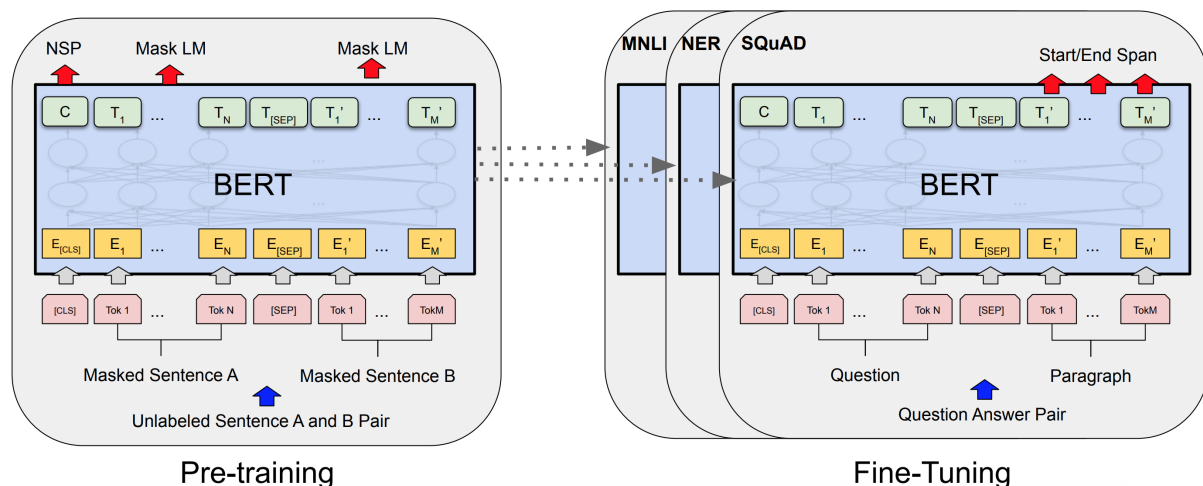 NSP Mask LM Mask LM
C T1 ... TN T[SEP] T1' ... TM'
...
BERT
...
E[CLS] E1 ... EN E[SEP] E1' ... EM'
[CLS] Tok 1 ... Tok N [SEP] Tok 1 ... TokM
Masked Sentence A Masked Sentence B
Unlabeled Sentence A and B Pair
Pre-training
MNLI NER SQuAD
Start/End Span
C T1 ... TN T[SEP] T1' ... TM'
...
BERT
...
E[CLS] E1 ... EN E[SEP] E1' ... EM'
[CLS] Tok 1 ... Tok N [SEP] Tok 1 ... TokM
Question Paragraph
Question Answer Pair
Fine-Tuning